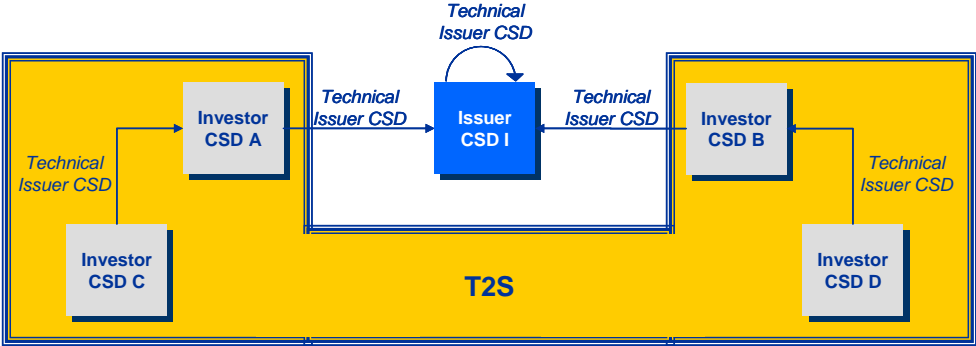 Technical
Issuer CSD
Investor
CSD A
Technical
Issuer CSD
Issuer
CSD I
Technical
Issuer CSD
Investor
CSD B
Technical
Issuer CSD
Technical
Issuer CSD
Investor
CSD C
T2S
Investor
CSD D